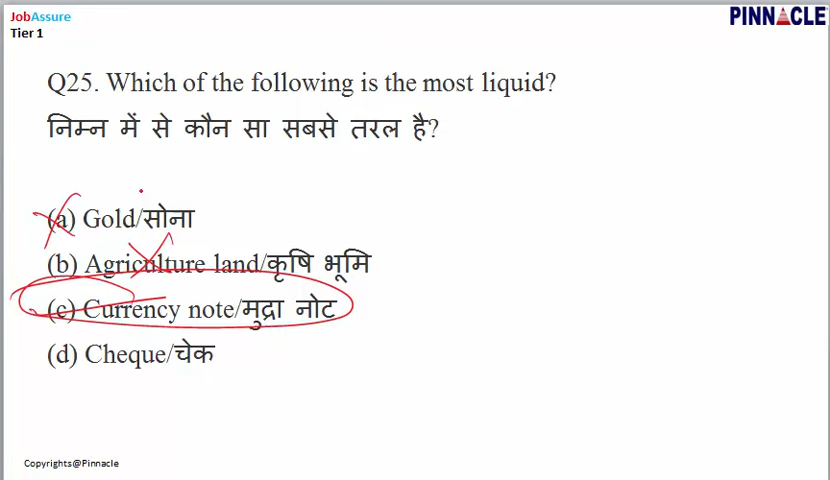 JobAssure
Tier 1
PINNACLE
Q25. Which of the following is the most liquid?
निम्न में से कौन सा सबसे तरल है?
(a) Gold/सोना
(b) Agriculture land/कृषि भूमि
(c) Currency note/मुद्रा नोट
(d) Cheque/चेक
Copyrights@Pinnacle